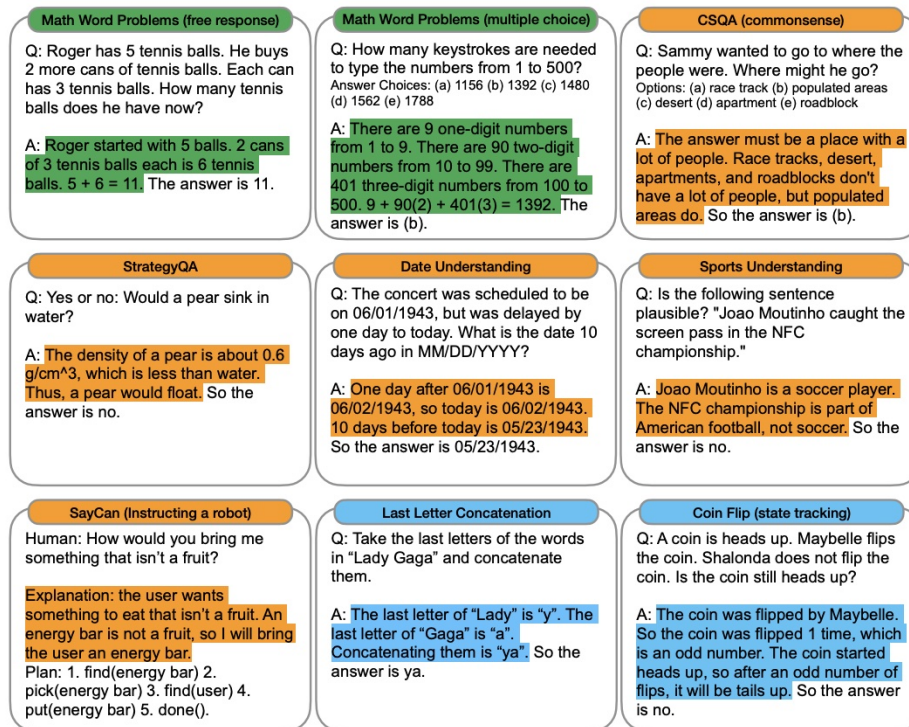 Math Word Problems (free response)
Q: Roger has 5 tennis balls. He buys
2 more cans of tennis balls. Each can
has 3 tennis balls. How many tennis
balls does he have now?
A: Roger started with 5 balls. 2 cans
of 3 tennis balls each is 6 tennis
balls. 5 + 6 = 11. The answer is 11.
Math Word Problems (multiple choice)
Q: How many keystrokes are needed
to type the numbers from 1 to 500?
Answer Choices: (a) 1156 (b) 1392 (c) 1480
(d) 1562 (e) 1788
A: There are 9 one-digit numbers
from 1 to 9. There are 90 two-digit
numbers from 10 to 99. There are
401 three-digit numbers from 100 to
500. 9 + 90(2) + 401(3) = 1392. The
answer is (b).
CSQA (commonsense)
Q: Sammy wanted to go to where the
people were. Where might he go?
Options: (a) race track (b) populated areas
(c) desert (d) apartment (e) roadblock
A: The answer must be a place with a
lot of people. Race tracks, desert,
apartments, and roadblocks don't
have a lot of people, but populated
areas do. So the answer is (b).
StrategyQA
Q: Yes or no: Would a pear sink in
water?
A: The density of a pear is about 0.6
g/cm^3, which is less than water.
Thus, a pear would float. So the
answer is no.
Date Understanding
Q: The concert was scheduled to be
on 06/01/1943, but was delayed by
one day to today. What is the date 10
days ago in MM/DD/YYYY?
A: One day after 06/01/1943 is
06/02/1943, so today is 06/02/1943.
10 days before today is 05/23/1943.
So the answer is 05/23/1943.
Sports Understanding
Q: Is the following sentence
plausible? "Joao Moutinho caught the
screen pass in the NFC
championship."
A: Joao Moutinho is a soccer player.
The NFC championship is part of
American football, not soccer. So the
answer is no.
SayCan (Instructing a robot)
Human: How would you bring me
something that isn't a fruit?
Explanation: the user wants
something to eat that isn't a fruit. An
energy bar is not a fruit, so I will bring
the user an energy bar.
Plan: 1. find(energy bar) 2.
pick(energy bar) 3. find(user) 4.
put(energy bar) 5. done().
Last Letter Concatenation
Q: Take the last letters of the words
in “Lady Gaga” and concatenate
them.
A: The last letter of “Lady” is “y”. The
last letter of “Gaga” is “a”.
Concatenating them is “ya”. So the
answer is ya.
Coin Flip (state tracking)
Q: A coin is heads up. Maybelle flips
the coin. Shalonda does not flip the
coin. Is the coin still heads up?
A: The coin was flipped by Maybelle.
So the coin was flipped 1 time, which
is an odd number. The coin started
heads up, so after an odd number of
flips, it will be tails up. So the answer
is no.